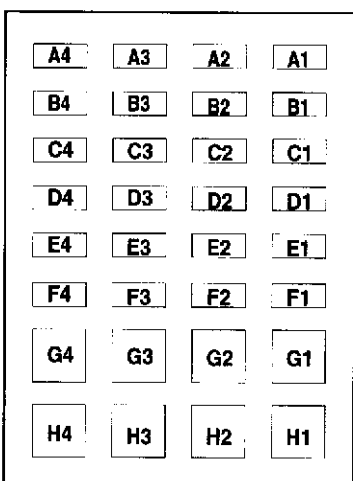 A4 A3 A2 A1
B4 B3 B2 B1
C4 C3 C2 C1
D4 D3 D2 D1
E4 E3 E2 E1
F4 F3 F2 F1
G4 G3 G2 G1
H4 H3 H2 H1